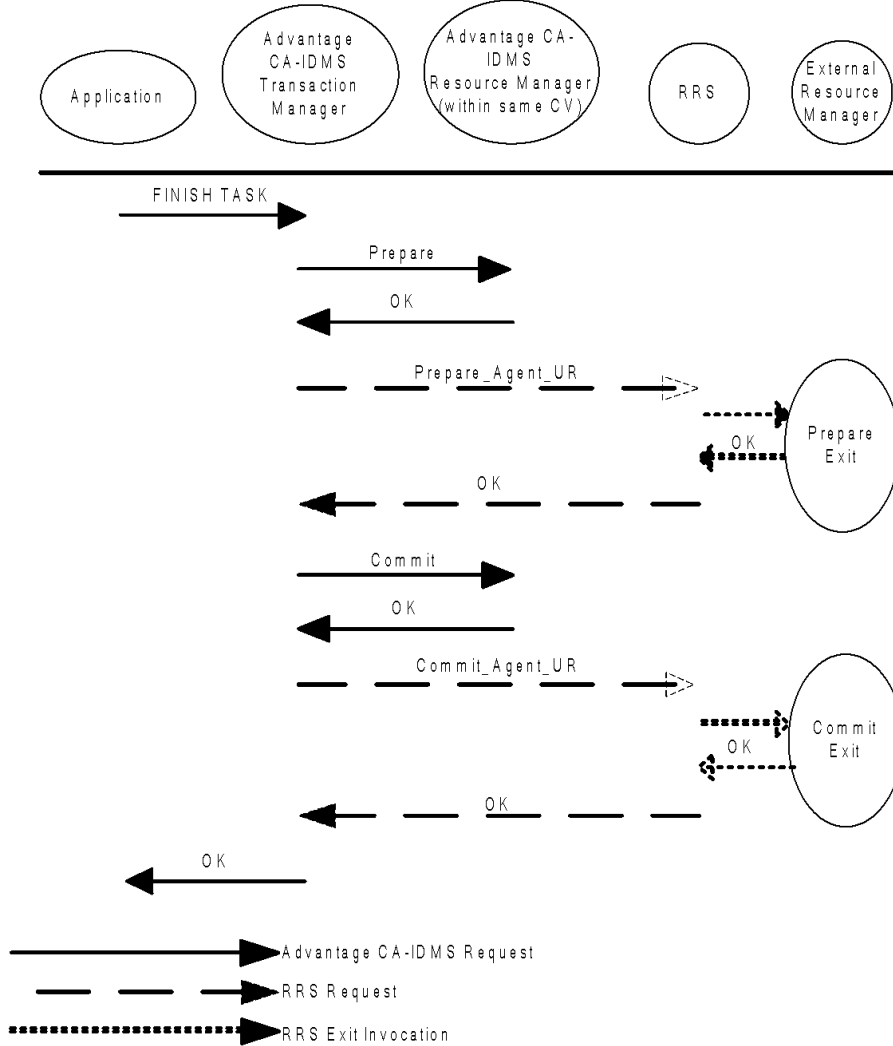 Application
Advantage
CA-IDMS
Transaction
Manager
Advantage CA-
IDMS
Resource Manager
(within same CV)
RRS
External
Resource
Manager
FINISH TASK
Prepare
OK
Prepare_Agent_UR
OK
Prepare
Exit
OK
Commit
OK
Commit_Agent_UR
OK
Commit
Exit
OK
OK
Advantage CA-IDMS Request
RRS Request
RRS Exit Invocation